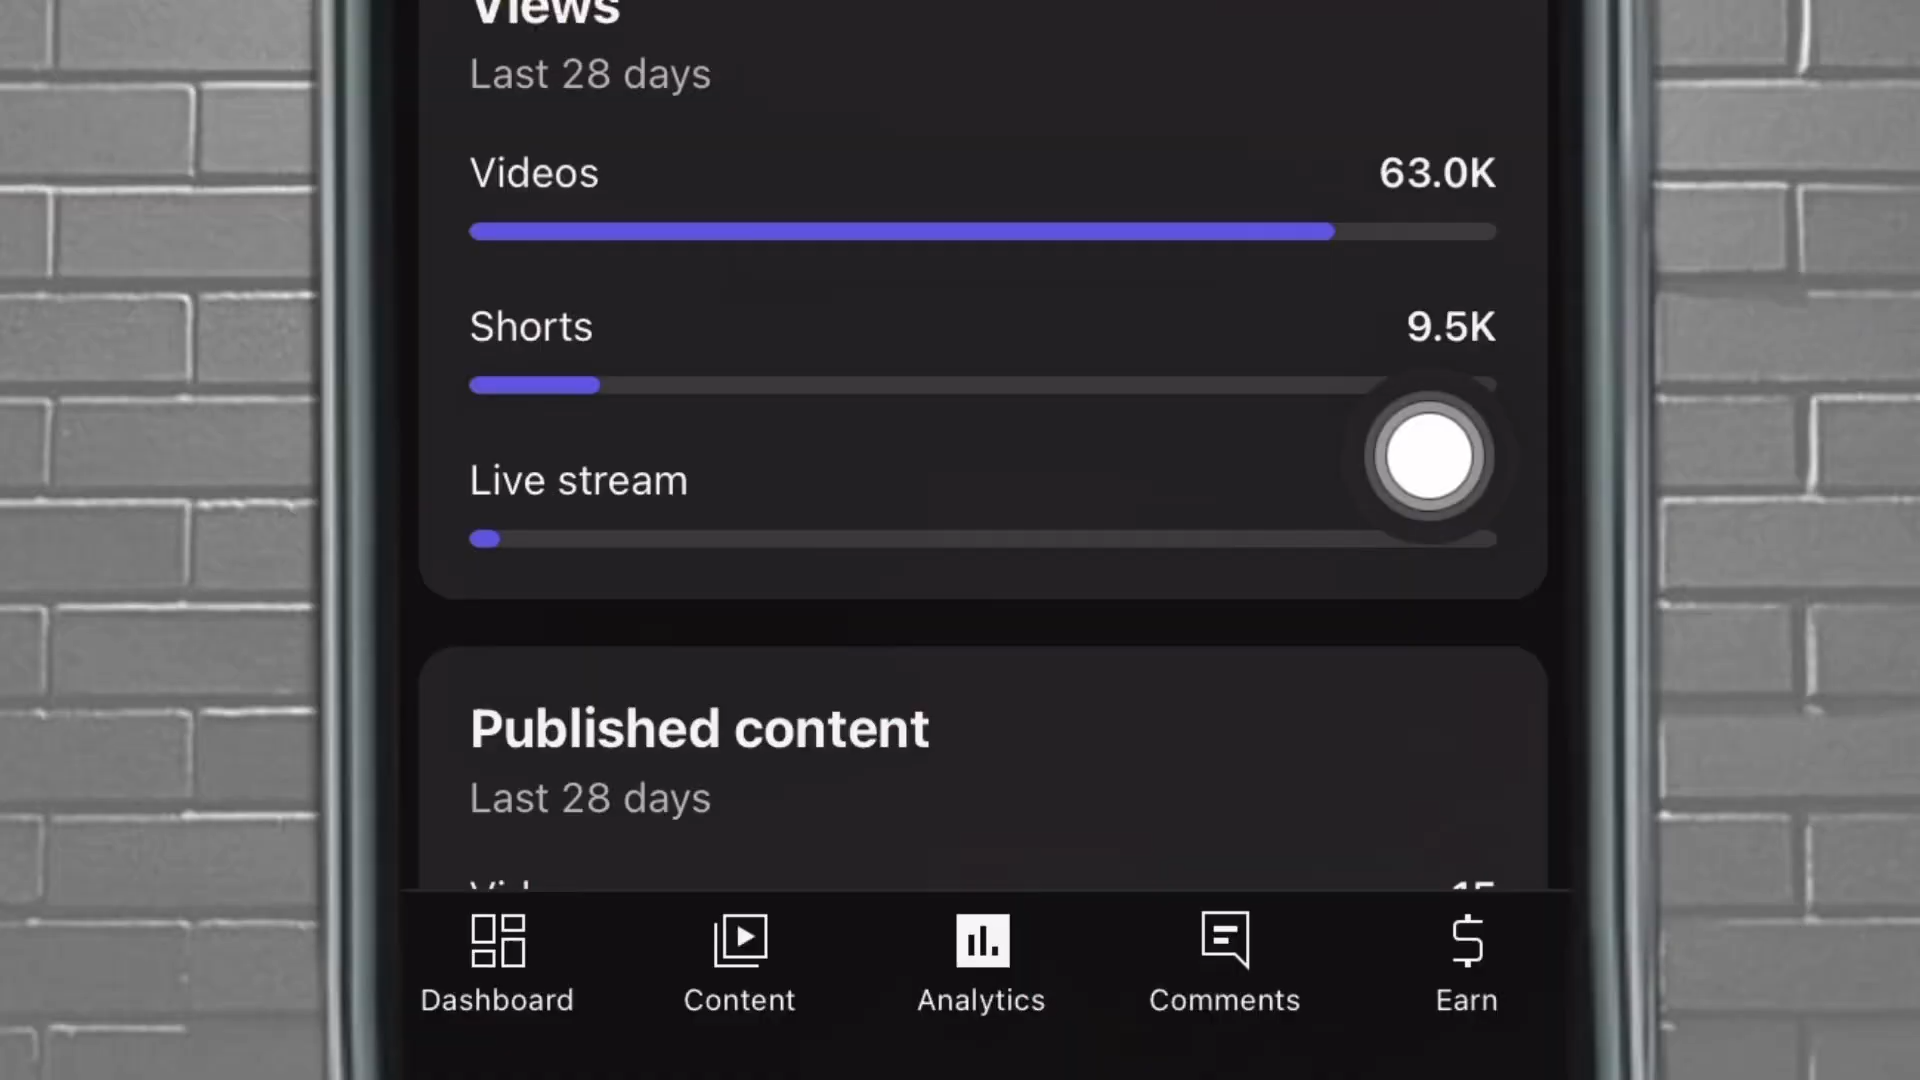 Views
Last 28 days
Videos 63.0K
Shorts 9.5K
Live stream
Published content
Last 28 days
Dashboard Content Analytics Comments Earn